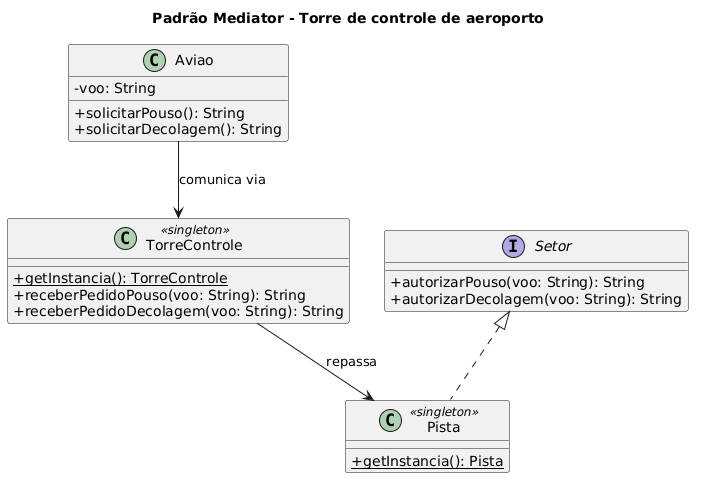 Padrão Mediator - Torre de controle de aeroporto
C Aviao
-voo: String
+solicitarPouso(): String
+solicitarDecolagem(): String
comunica via
«singleton»
C TorreControle
+getInstancia(): TorreControle
+receberPedidoPouso(voo: String): String
+receberPedidoDecolagem(voo: String): String
I Setor
+autorizarPouso(voo: String): String
+autorizarDecolagem(voo: String): String
repassa
«singleton»
C Pista
+getInstancia(): Pista